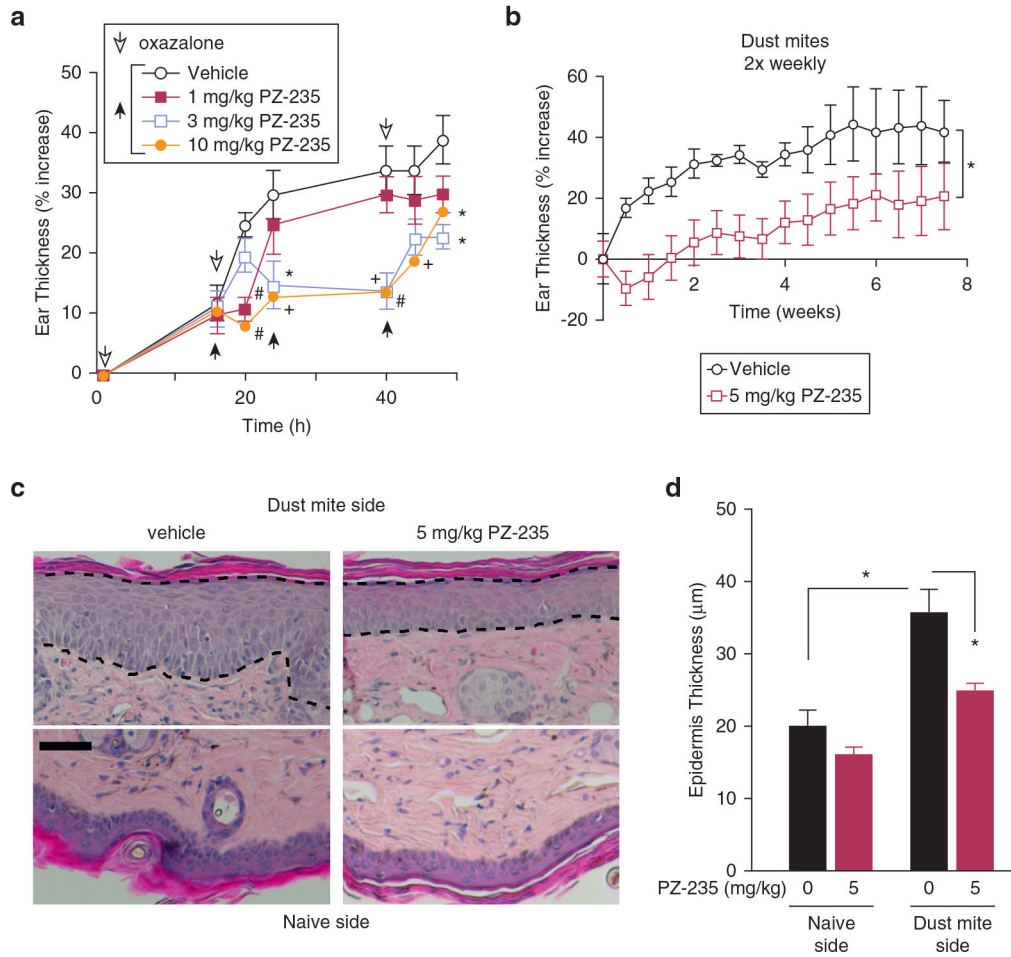 a
oxazalone
Vehicle
1 mg/kg PZ-235
3 mg/kg PZ-235
10 mg/kg PZ-235
Ear Thickness (% increase)
50
40
30
20
10
0
*
*
*
+
+
+
#
#
#
0
20
40
Time (h)
b
Dust mites
2x weekly
Ear Thickness (% increase)
60
40
20
0
-20
*
2
4
6
8
Time (weeks)
Vehicle
5 mg/kg PZ-235
c
Dust mite side
vehicle
5 mg/kg PZ-235
Naive side
d
Epidermis Thickness (μm)
50
40
30
20
10
0
*
*
PZ-235 (mg/kg)
0
5
0
5
Naive
side
Dust mite
side